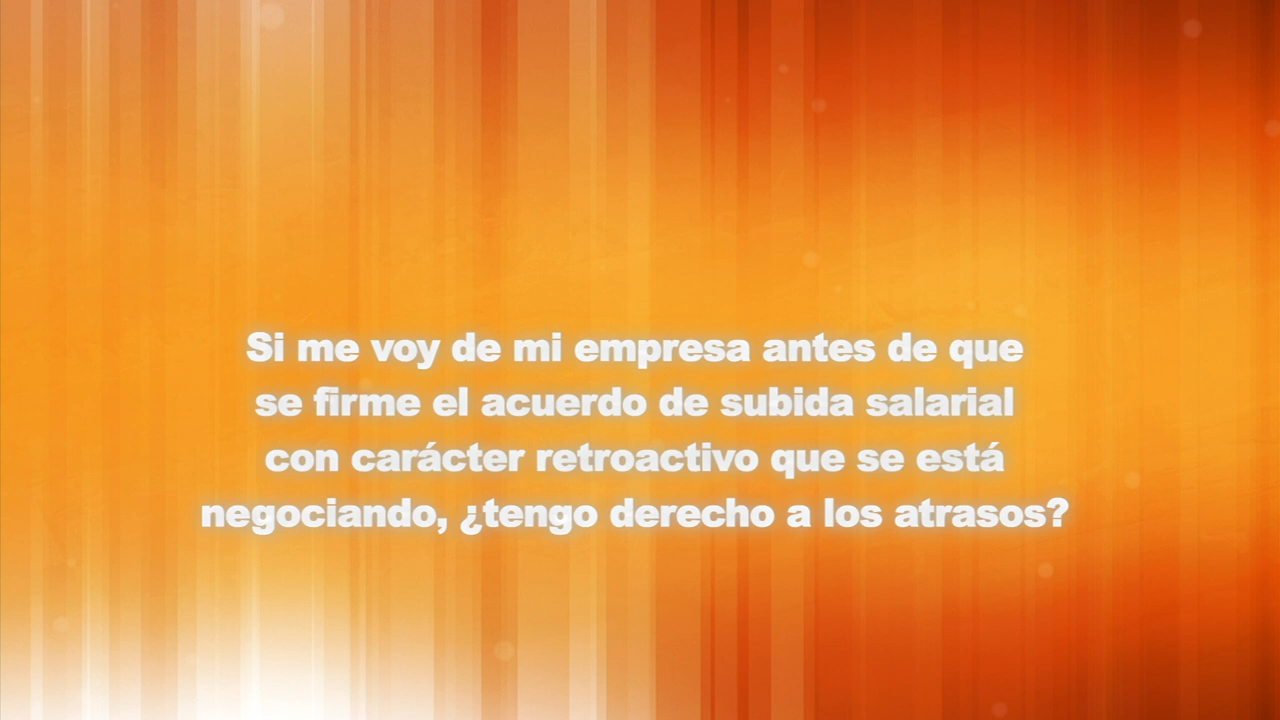 Si me voy de mi empresa antes de que
se firme el acuerdo de subida salarial
con carácter retroactivo que se está
negociando, ¿tengo derecho a los atrasos?